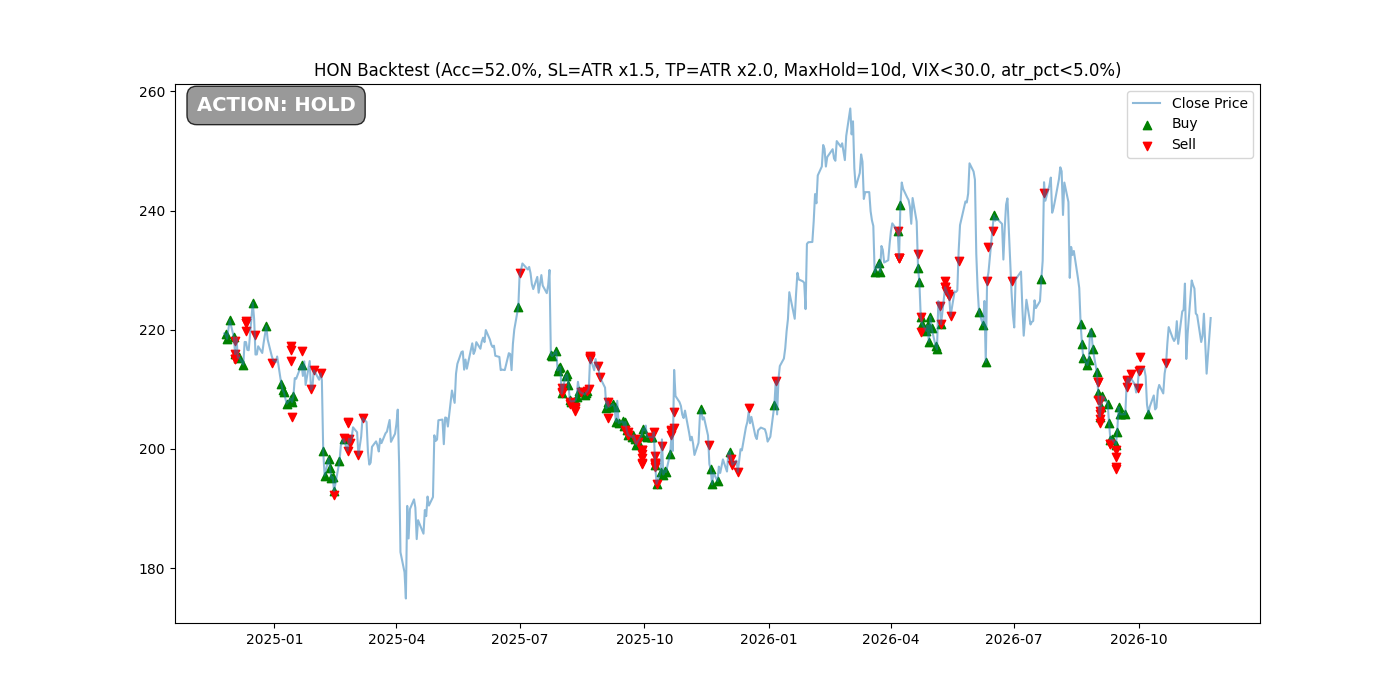 HON Backtest (Acc=52.0%, SL=ATR x1.5, TP=ATR x2.0, MaxHold=10d, VIX<30.0, atr_pct<5.0%)
ACTION: HOLD
Close Price
Buy
Sell
260
240
220
200
180
2025-01
2025-04
2025-07
2025-10
2026-01
2026-04
2026-07
2026-10